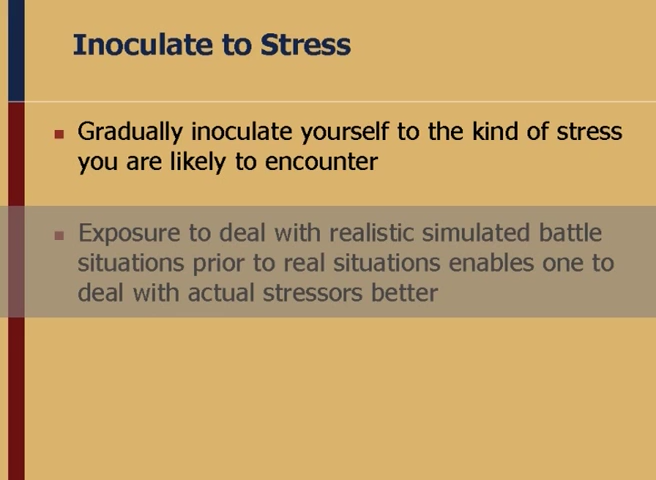 Inoculate to Stress
Gradually inoculate yourself to the kind of stress
you are likely to encounter
Exposure to deal with realistic simulated battle
situations prior to real situations enables one to
deal with actual stressors better